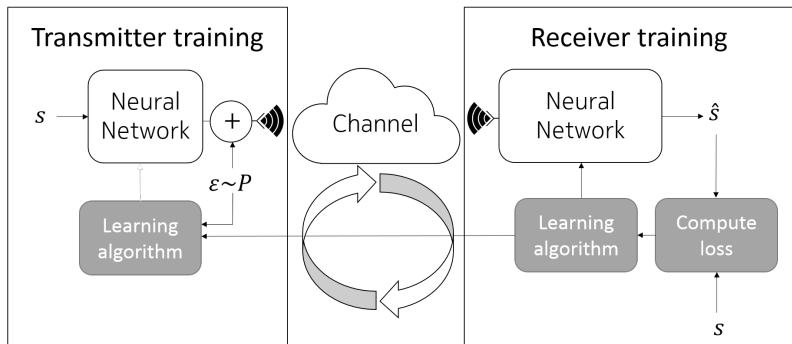 Transmitter training
Receiver training
s
Neural
Network
+
Channel
Neural
Network
ŝ
ε~P
Learning
algorithm
Learning
algorithm
Compute
loss
s